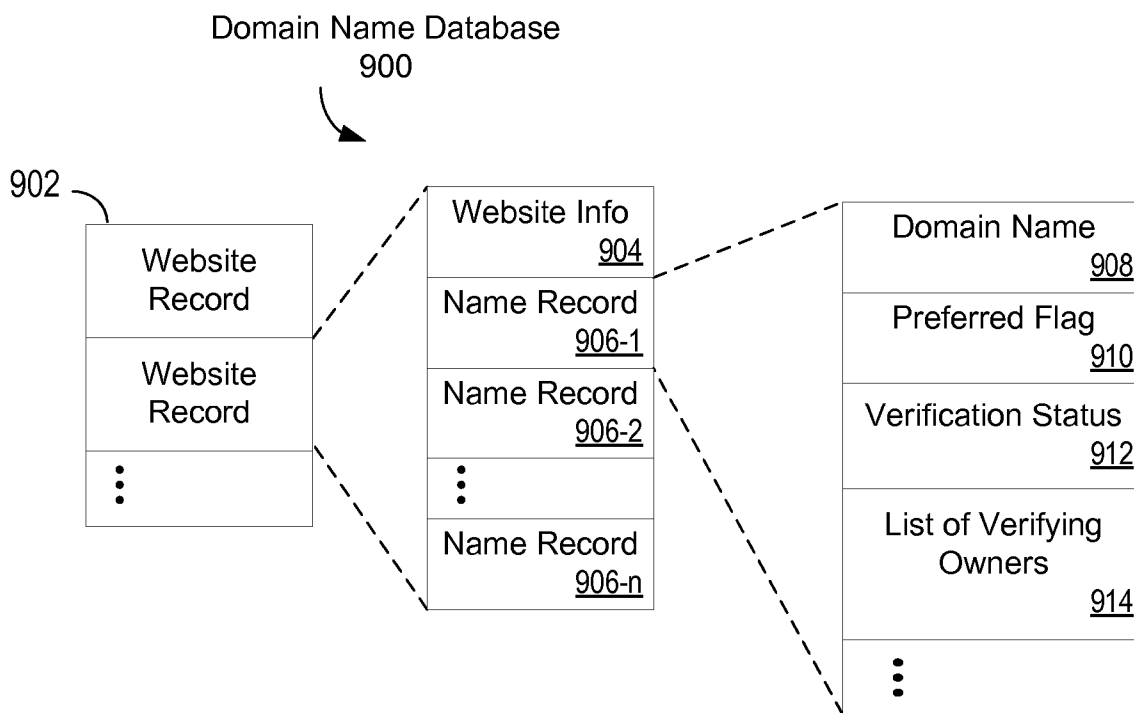 Domain Name Database
900
902
Website
Record
Website
Record
Website Info
904
Name Record
906-1
Name Record
906-2
Name Record
906-n
Domain Name
908
Preferred Flag
910
Verification Status
912
List of Verifying
Owners
914